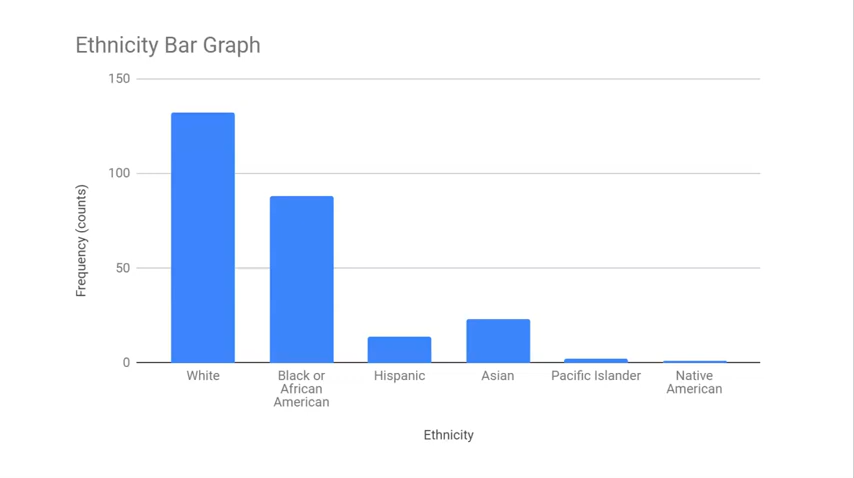 Ethnicity Bar Graph
150
100
50
0
Frequency (counts)
White
Black or
African
American
Hispanic
Asian
Pacific Islander
Native
American
Ethnicity